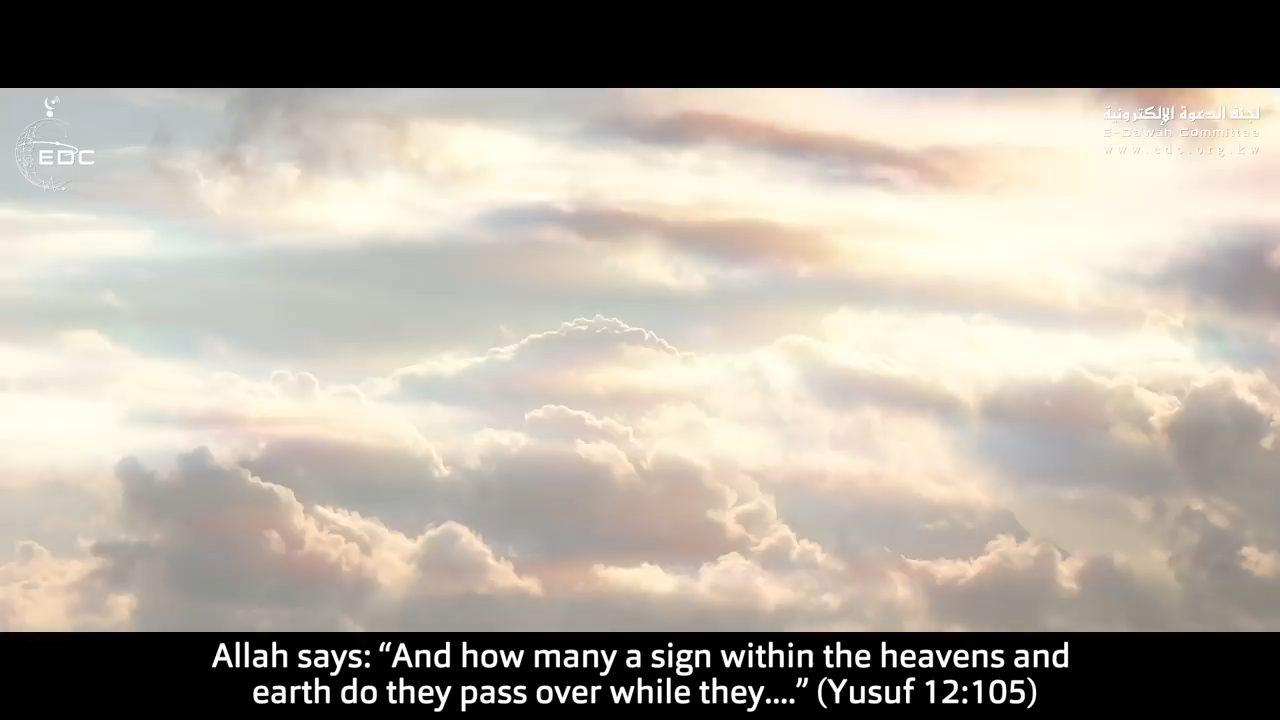 EDC
لجنة الدعوة الإلكترونية
E-Dawah Committee
www.edc.org.kw
Allah says: “And how many a sign within the heavens and
earth do they pass over while they....” (Yusuf 12:105)